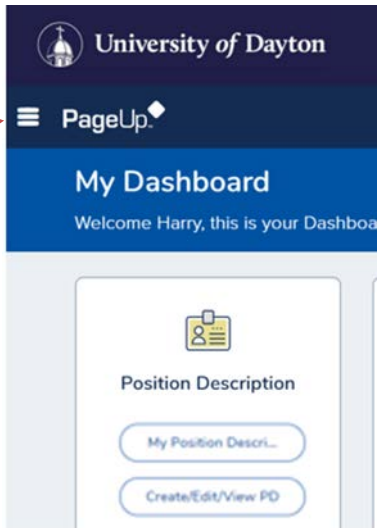 University of Dayton
PageUp™
My Dashboard
Welcome Harry, this is your Dashboa
Position Description
My Position Descri...
Create/Edit/View PD